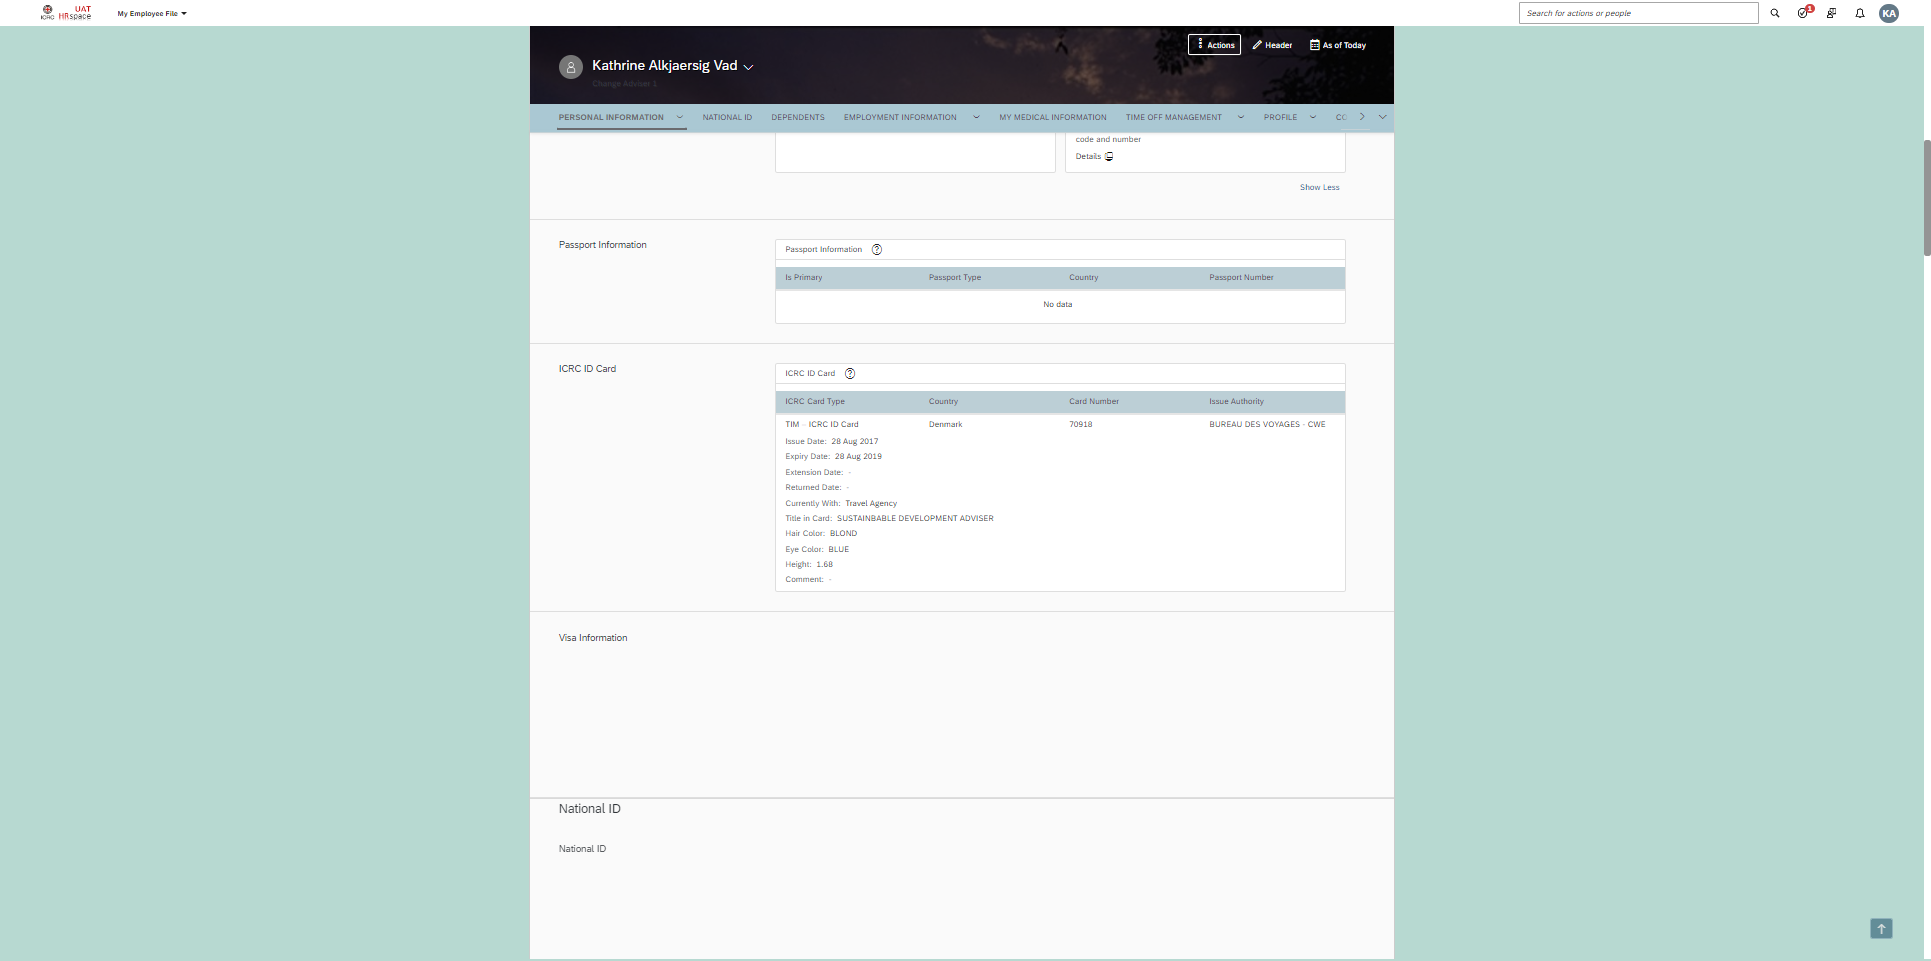 UAT
ICRC HRspace
My Employee File
Search for actions or people
1
KA
Actions
Header
As of Today
Kathrine Alkjaersig Vad
Change Adviser 1
PERSONAL INFORMATION
NATIONAL ID
DEPENDENTS
EMPLOYMENT INFORMATION
MY MEDICAL INFORMATION
TIME OFF MANAGEMENT
PROFILE
CO
code and number
Details
Show Less
Passport Information
Passport Information
Is Primary Passport Type Country Passport Number
No data
ICRC ID Card
ICRC ID Card
ICRC Card Type Country Card Number Issue Authority
TIM - ICRC ID Card Denmark 70918 BUREAU DES VOYAGES - CWE
Issue Date: 28 Aug 2017
Expiry Date: 28 Aug 2019
Extension Date: -
Returned Date: -
Currently With: Travel Agency
Title in Card: SUSTAINBABLE DEVELOPMENT ADVISER
Hair Color: BLOND
Eye Color: BLUE
Height: 1.68
Comment: -
Visa Information
National ID
National ID